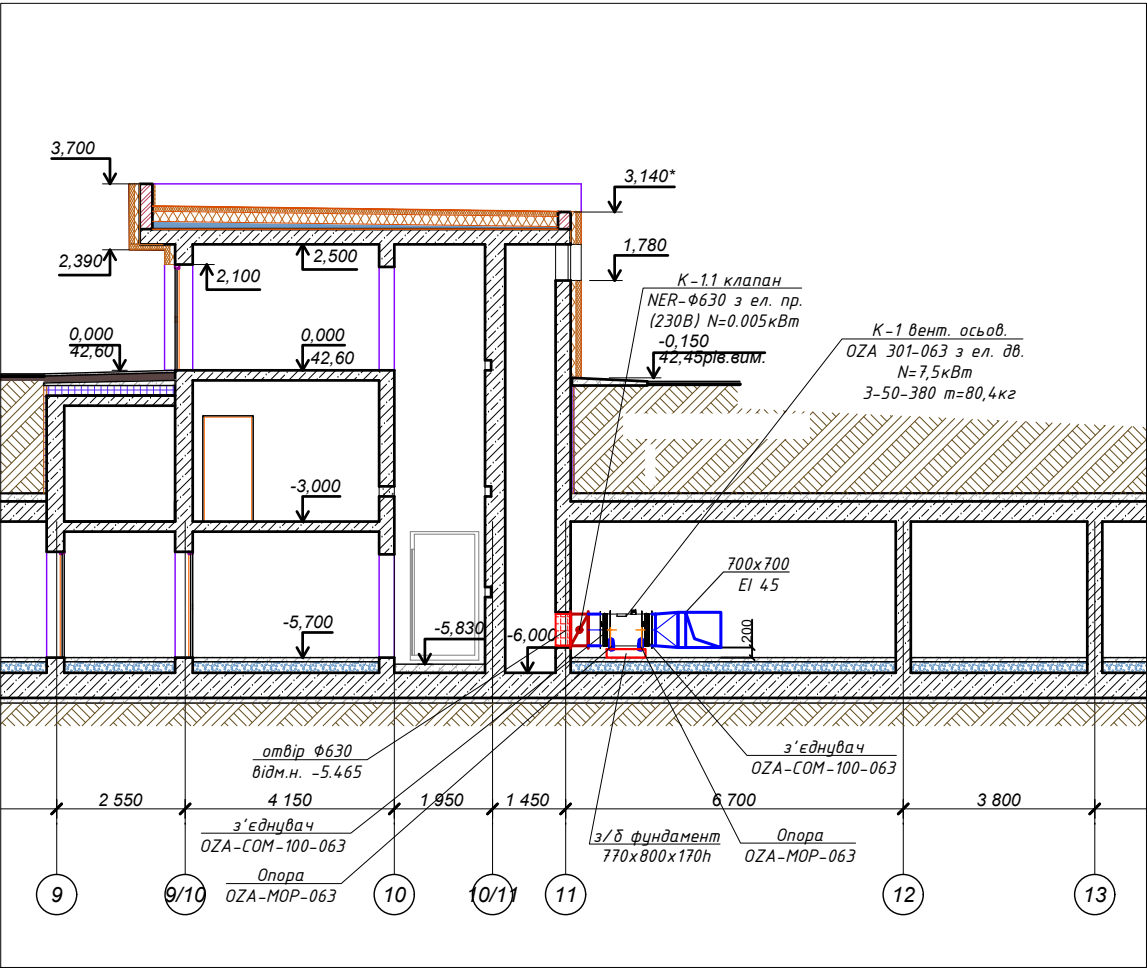 3,700
3,140*
2,390
2,100
2,500
1,780
К-1.1 клапан
NER-Ф630 з ел. пр.
(230В) N=0.005кВт
К-1 вент. осьов.
OZA 301-063 з ел. дв.
N=7,5кВт
3-50-380 m=80,4кг
0,000
42,60
0,000
42,60
-0,150
42,45рів.вим.
-3,000
700х700
EI 45
-5,700
-5,830
-6,000
200
отвір Ф630
відм.н. -5.465
з'єднувач
OZA-COM-100-063
2 550
4 150
1 950
1 450
6 700
3 800
з'єднувач
OZA-COM-100-063
з/б фундамент
770х800х170h
Опора
OZA-MOP-063
Опора
OZA-MOP-063
9
9/10
10
10/11
11
12
13